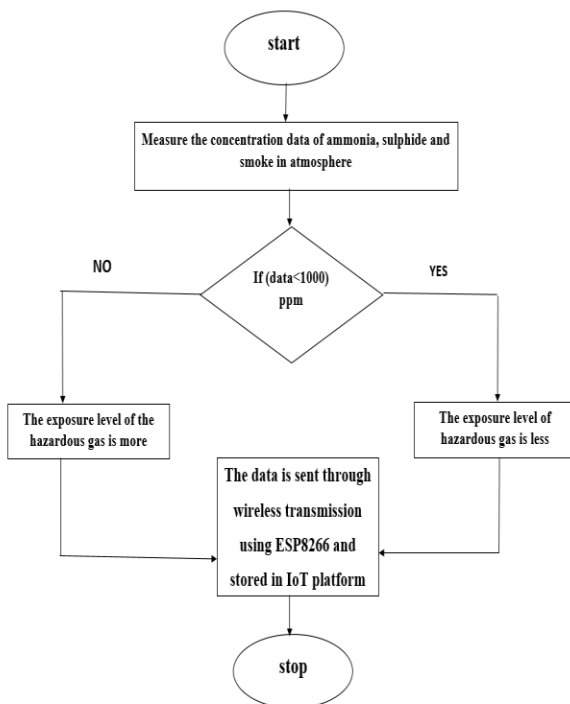 start
Measure the concentration data of ammonia, sulphide and
smoke in atmosphere
If (data<1000)
ppm
NO
YES
The exposure level of the
hazardous gas is more
The exposure level of
hazardous gas is less
The data is sent through
wireless transmission
using ESP8266 and
stored in IoT platform
stop